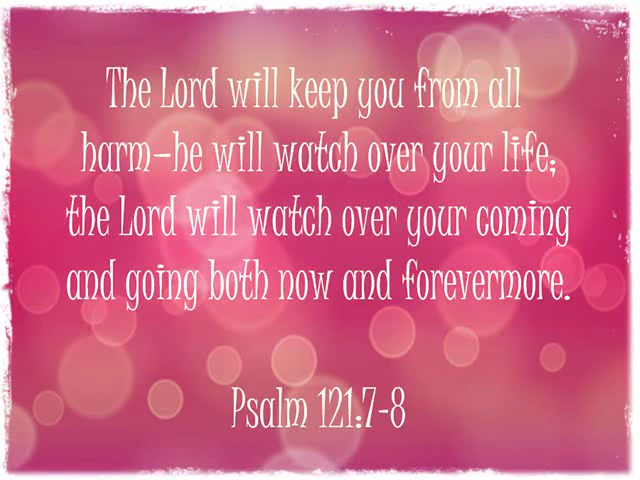 The Lord will keep you from all
harm–he will watch over your life;
the Lord will watch over your coming
and going both now and forevermore.
Psalm 121:7-8